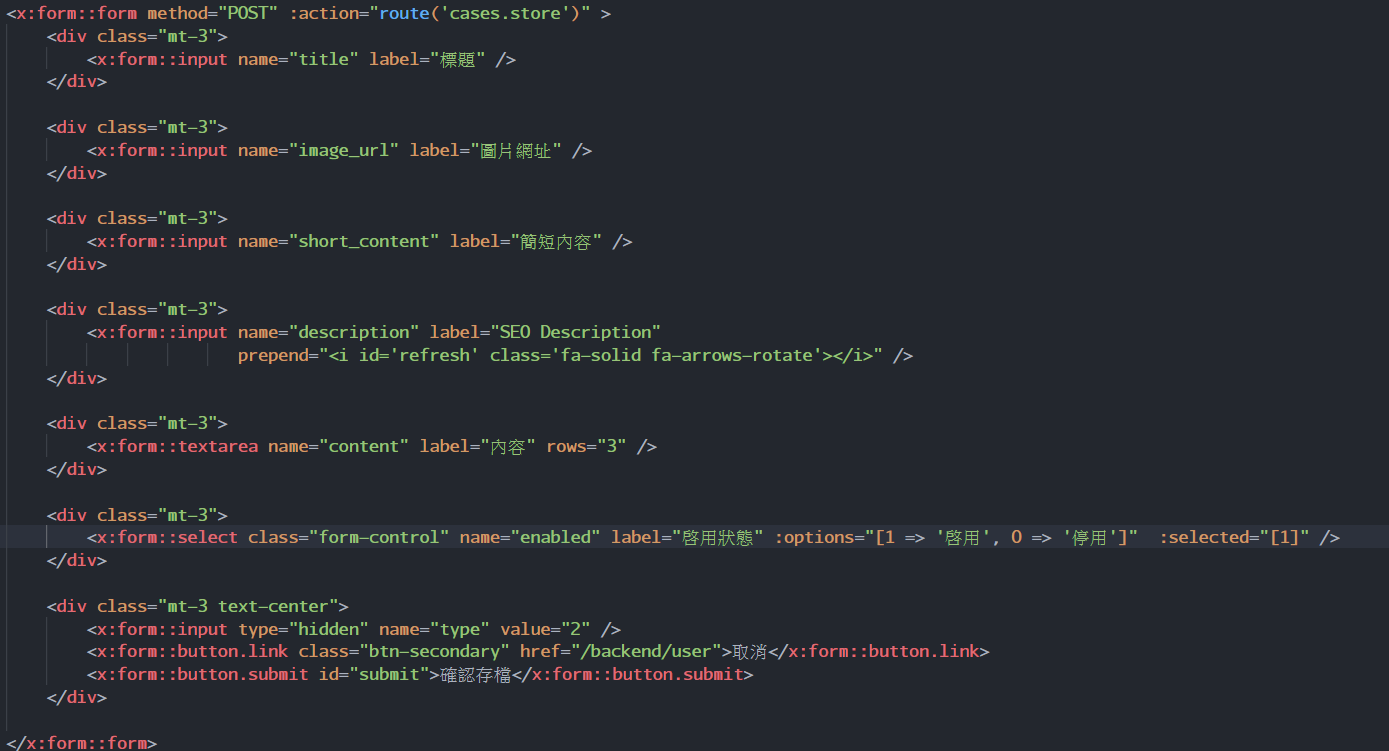 <x:form::form method="POST" :action="route('cases.store')" >
<div class="mt-3">
<x:form::input name="title" label="標題" />
</div>
<div class="mt-3">
<x:form::input name="image_url" label="圖片網址" />
</div>
<div class="mt-3">
<x:form::input name="short_content" label="簡短內容" />
</div>
<div class="mt-3">
<x:form::input name="description" label="SEO Description"
prepend="<i id='refresh' class='fa-solid fa-arrows-rotate'></i>" />
</div>
<div class="mt-3">
<x:form::textarea name="content" label="內容" rows="3" />
</div>
<div class="mt-3">
<x:form::select class="form-control" name="enabled" label="啓用狀態" :options="[1 => '啓用', 0 => '停用']"  :selected="[1]" />
</div>
<div class="mt-3 text-center">
<x:form::input type="hidden" name="type" value="2" />
<x:form::button.link class="btn-secondary" href="/backend/user">取消</x:form::button.link>
<x:form::button.submit id="submit">確認存檔</x:form::button.submit>
</div>
</x:form::form>